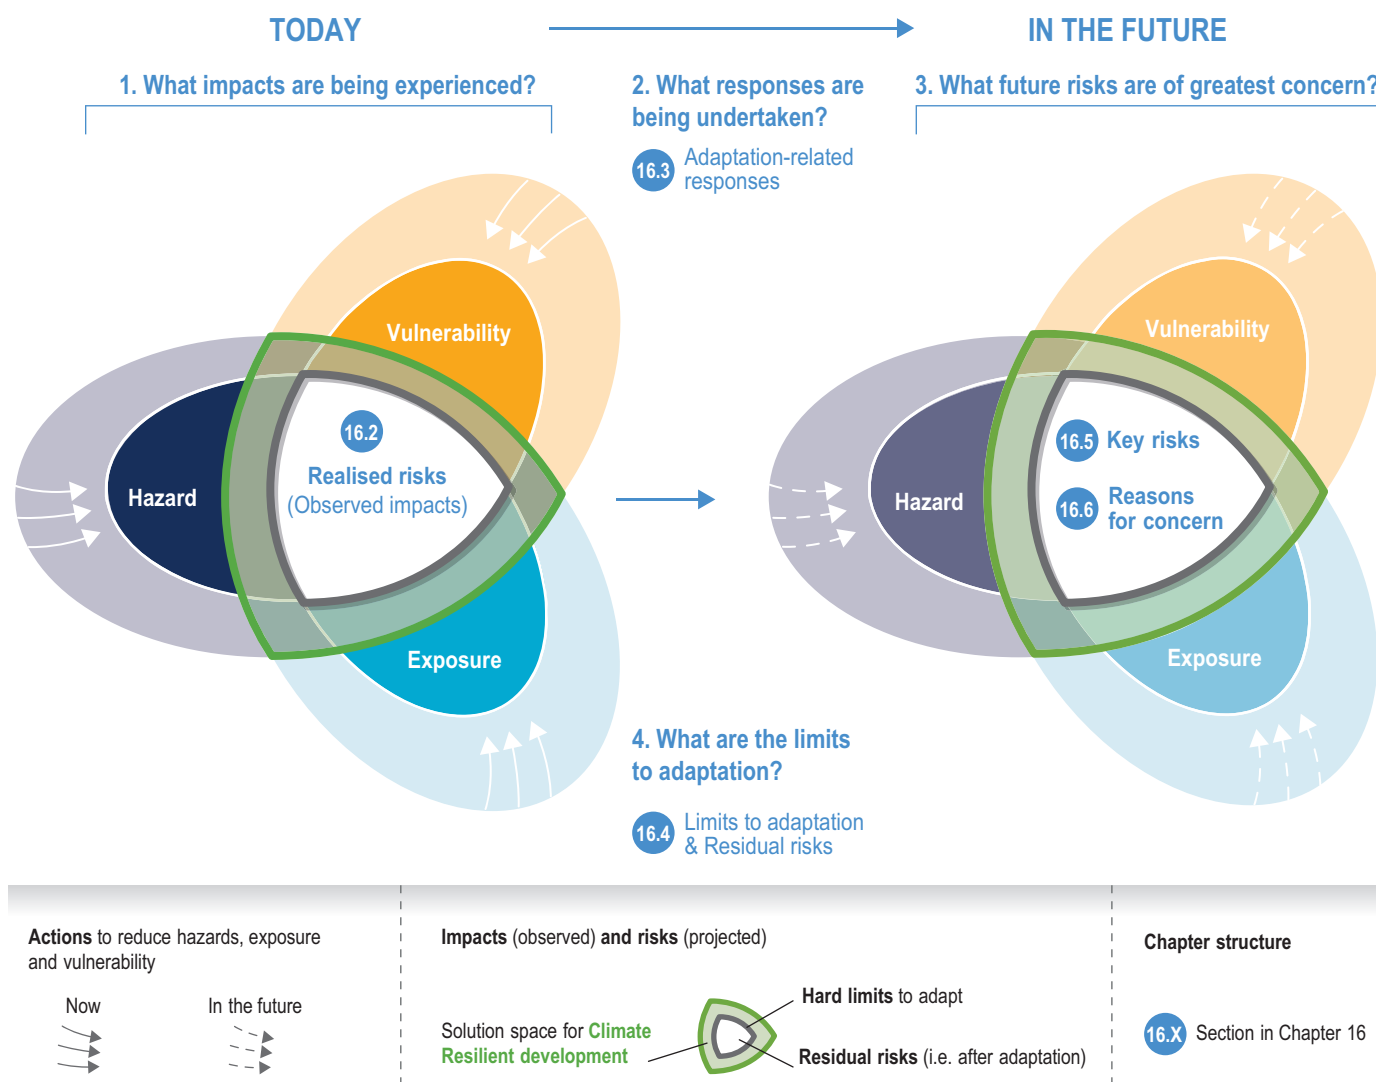 TODAY
IN THE FUTURE
1. What impacts are being experienced?
2. What responses are
being undertaken?
16.3 Adaptation-related
responses
3. What future risks are of greatest concern?
Vulnerability
Hazard
16.2
Realised risks
(Observed impacts)
Exposure
Vulnerability
Hazard
16.5 Key risks
16.6 Reasons
for concern
Exposure
4. What are the limits
to adaptation?
16.4 Limits to adaptation
& Residual risks
Actions to reduce hazards, exposure
and vulnerability
Now
In the future
Impacts (observed) and risks (projected)
Solution space for Climate
Resilient development
Hard limits to adapt
Residual risks (i.e. after adaptation)
Chapter structure
16.X Section in Chapter 16